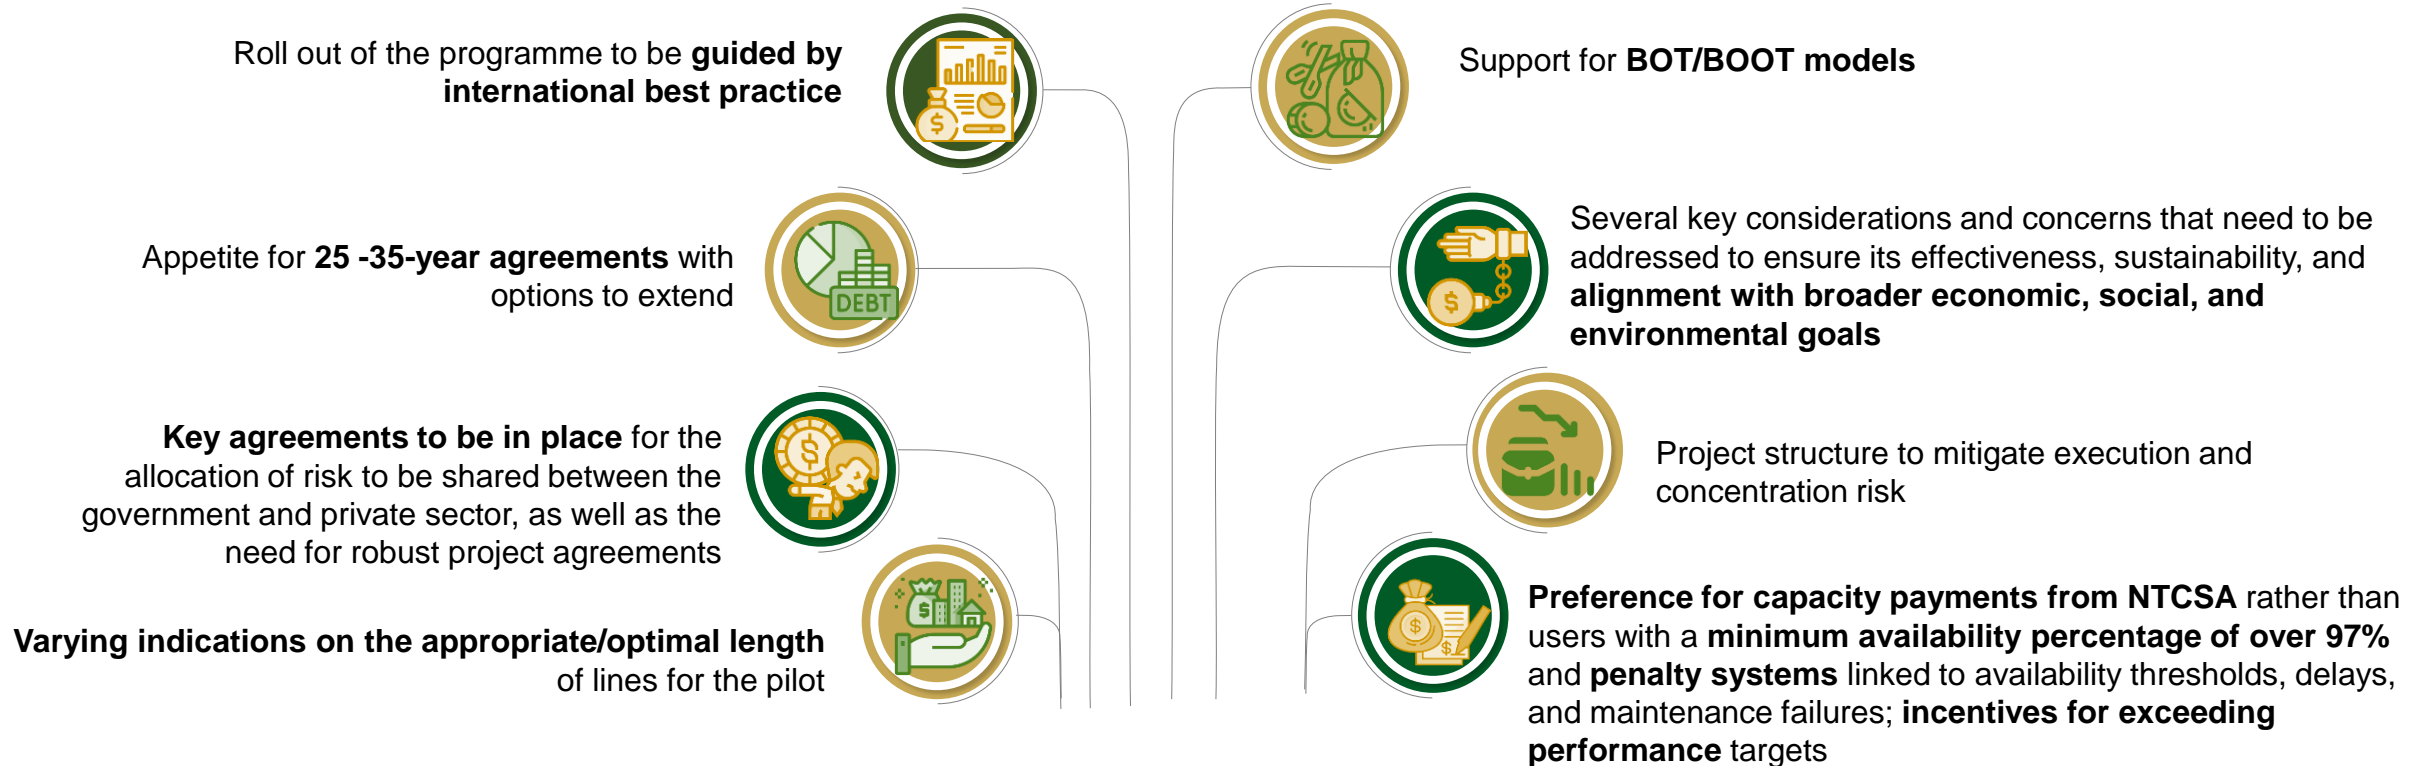 Roll out of the programme to be guided by
international best practice
Appetite for 25 -35-year agreements with
options to extend
DEBT
Key agreements to be in place for the
allocation of risk to be shared between the
government and private sector, as well as the
need for robust project agreements
Varying indications on the appropriate/optimal length
of lines for the pilot
Support for BOT/BOOT models
Several key considerations and concerns that need to be
addressed to ensure its effectiveness, sustainability, and
alignment with broader economic, social, and
environmental goals
Project structure to mitigate execution and
concentration risk
Preference for capacity payments from NTCSA rather than
users with a minimum availability percentage of over 97%
and penalty systems linked to availability thresholds, delays,
and maintenance failures; incentives for exceeding
performance targets